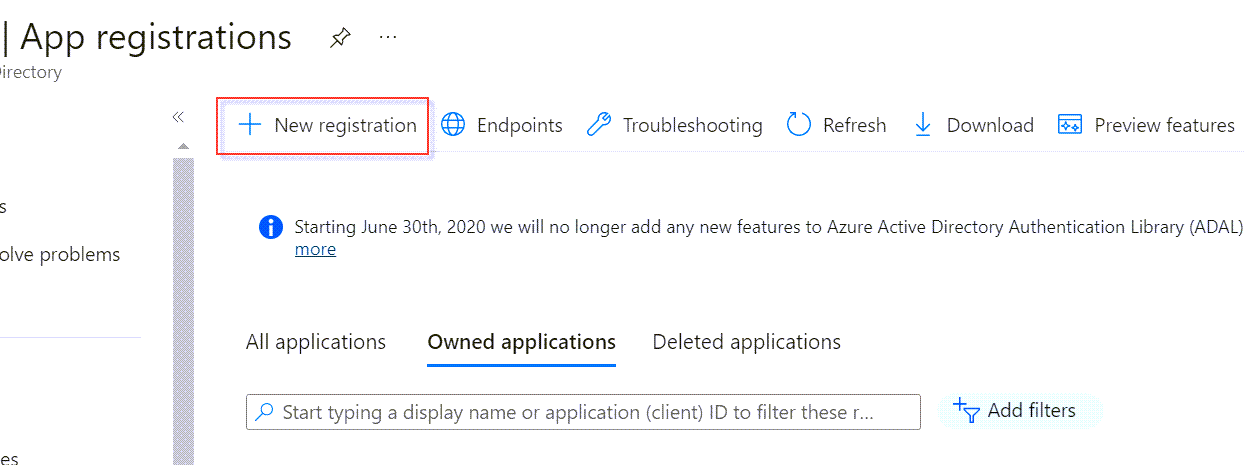 | App registrations ...
Directory
«
New registration Endpoints Troubleshooting Refresh Download Preview features
s
Starting June 30th, 2020 we will no longer add any new features to Azure Active Directory Authentication Library (ADAL)
more
olve problems
All applications Owned applications Deleted applications
Start typing a display name or application (client) ID to filter these r...
Add filters
es